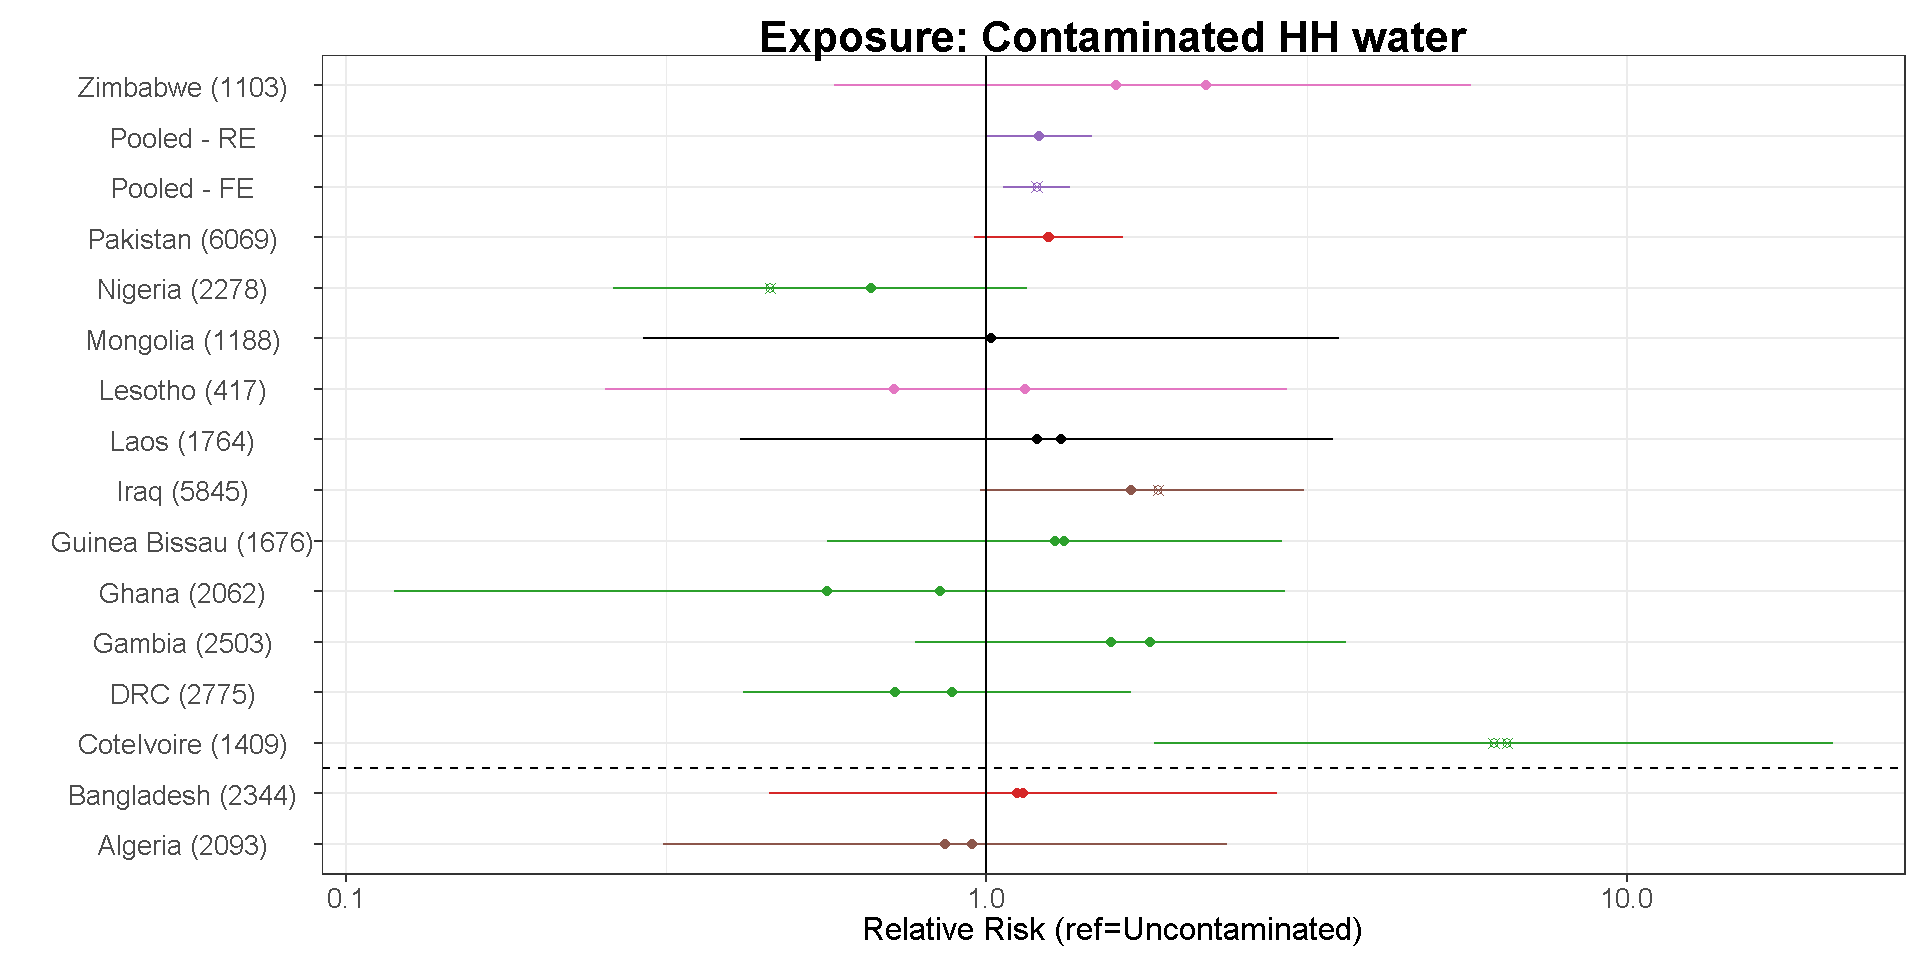 Exposure: Contaminated HH water
Zimbabwe (1103)
Pooled - RE
Pooled - FE
Pakistan (6069)
Nigeria (2278)
Mongolia (1188)
Lesotho (417)
Laos (1764)
Iraq (5845)
Guinea Bissau (1676)
Ghana (2062)
Gambia (2503)
DRC (2775)
CoteIvoire (1409)
Bangladesh (2344)
Algeria (2093)
0.1 1.0 10.0
Relative Risk (ref=Uncontaminated)